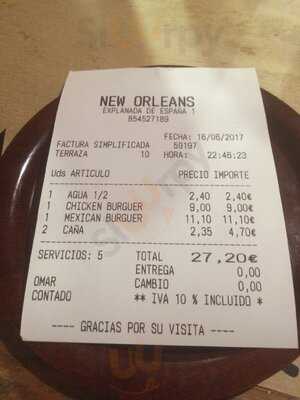 NEW ORLEANS
EXPLANADA DE ESPAÑA 1
B54527189
FECHA: 16/06/2017
FACTURA SIMPLIFICADA 59197
TERRAZA 10 HORA: 22:46:23
Uds ARTICULO PRECIO IMPORTE
1 AGUA 1/2 2,40 2,40€
1 CHICKEN BURGUER 9,00 9,00€
1 MEXICAN BURGUER 11,10 11,10€
2 CAÑA 2,35 4,70€
SERVICIOS: 5 TOTAL 27,20€
ENTREGA 0,00
OMAR CAMBIO 0,00
CONTADO ** IVA 10 % INCLUIDO *
---- GRACIAS POR SU VISITA ----